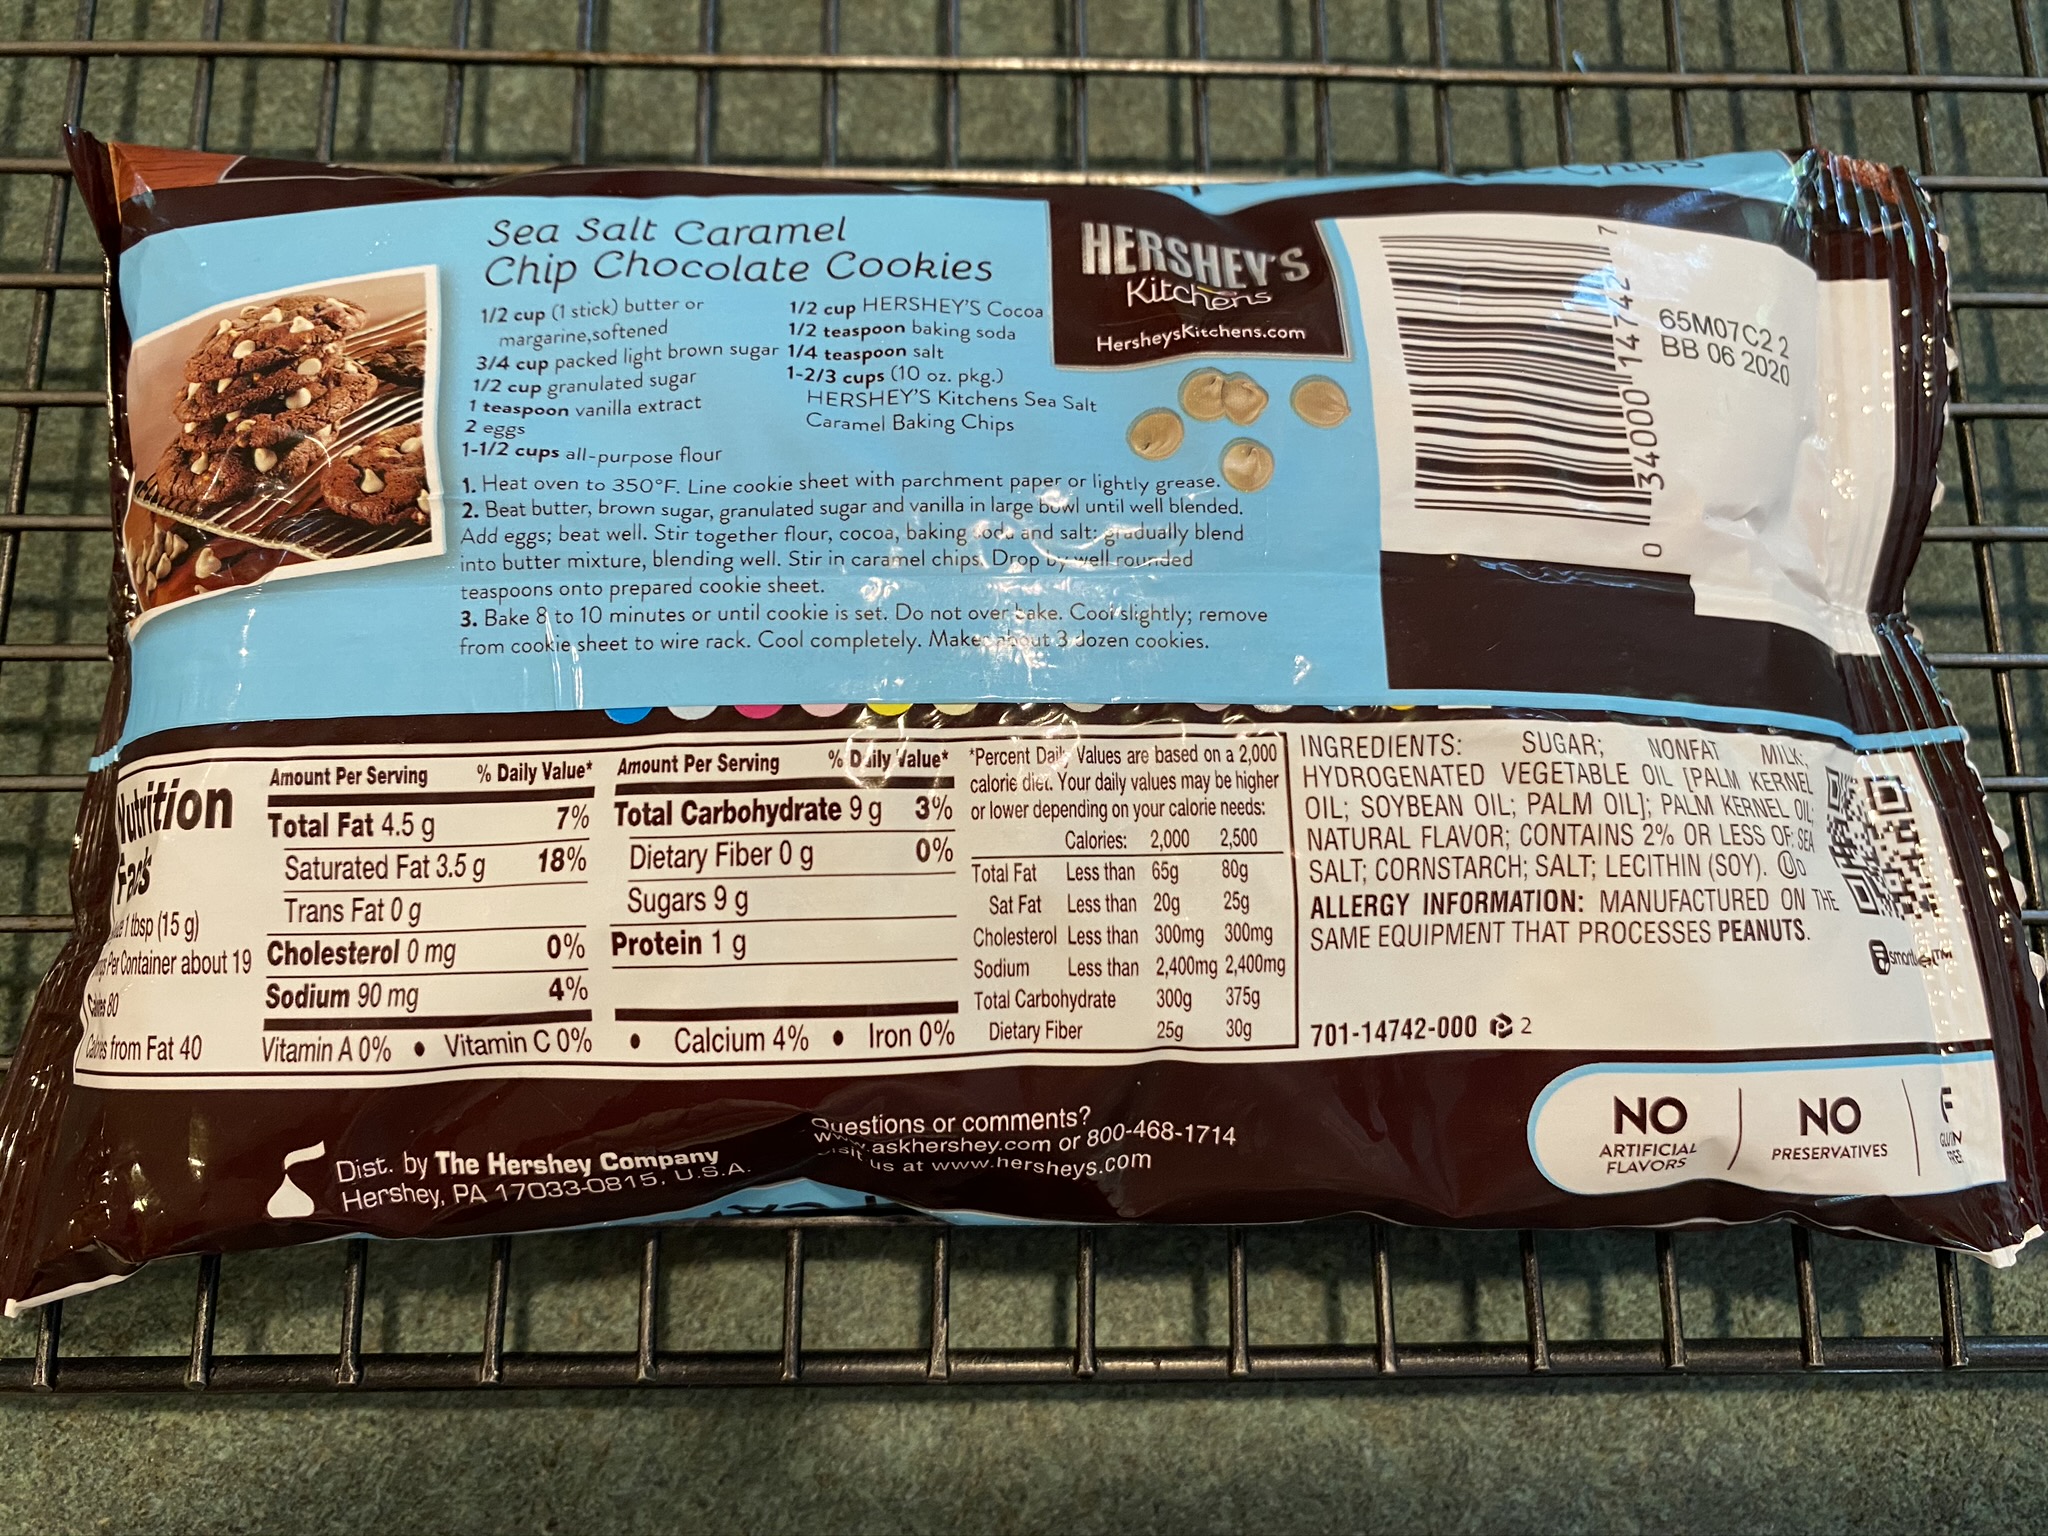 Sea Salt Caramel
Chip Chocolate Cookies
1/2 cup (1 stick) butter or
margarine, softened
3/4 cup packed light brown sugar
1/2 cup granulated sugar
1 teaspoon vanilla extract
2 eggs
1-1/2 cups all-purpose flour
1/2 cup HERSHEY'S Cocoa
1/2 teaspoon baking soda
1/4 teaspoon salt
1-2/3 cups (10 oz. pkg.)
HERSHEY'S Kitchens Sea Salt
Caramel Baking Chips
1. Heat oven to 350°F. Line cookie sheet with parchment paper or lightly grease.
2. Beat butter, brown sugar, granulated sugar and vanilla in large bowl until well blended.
Add eggs; beat well. Stir together flour, cocoa, baking soda and salt; gradually blend
into butter mixture, blending well. Stir in caramel chips. Drop by well rounded
teaspoons onto prepared cookie sheet.
3. Bake 8 to 10 minutes or until cookie is set. Do not over bake. Cool slightly; remove
from cookie sheet to wire rack. Cool completely. Makes about 3 dozen cookies.
HERSHEY'S
Kitchens
HersheysKitchens.com
Chips
0 34000 14742 7
65M07C2 2
BB 06 2020
Nutrition
Facts
1 tbsp (15 g)
Per Container about 19
Calories 80
Calories from Fat 40
Amount Per Serving % Daily Value*
Total Fat 4.5 g 7%
Saturated Fat 3.5 g 18%
Trans Fat 0 g
Cholesterol 0 mg 0%
Sodium 90 mg 4%
Amount Per Serving % Daily Value*
Total Carbohydrate 9 g 3%
Dietary Fiber 0 g 0%
Sugars 9 g
Protein 1 g
Vitamin A 0% • Vitamin C 0% • Calcium 4% • Iron 0%
*Percent Daily Values are based on a 2,000
calorie diet. Your daily values may be higher
or lower depending on your calorie needs:
Calories: 2,000 2,500
Total Fat Less than 65g 80g
Sat Fat Less than 20g 25g
Cholesterol Less than 300mg 300mg
Sodium Less than 2,400mg 2,400mg
Total Carbohydrate 300g 375g
Dietary Fiber 25g 30g
INGREDIENTS: SUGAR; NONFAT MILK;
HYDROGENATED VEGETABLE OIL [PALM KERNEL
OIL; SOYBEAN OIL; PALM OIL]; PALM KERNEL OIL;
NATURAL FLAVOR; CONTAINS 2% OR LESS OF: SEA
SALT; CORNSTARCH; SALT; LECITHIN (SOY). Ⓤ D
ALLERGY INFORMATION: MANUFACTURED ON THE
SAME EQUIPMENT THAT PROCESSES PEANUTS.
701-14742-000 2
Dist. by The Hershey Company
Hershey, PA 17033-0815, U.S.A.
Questions or comments?
www.askhershey.com or 800-468-1714
Visit us at www.hersheys.com
NO
ARTIFICIAL
FLAVORS
NO
PRESERVATIVES